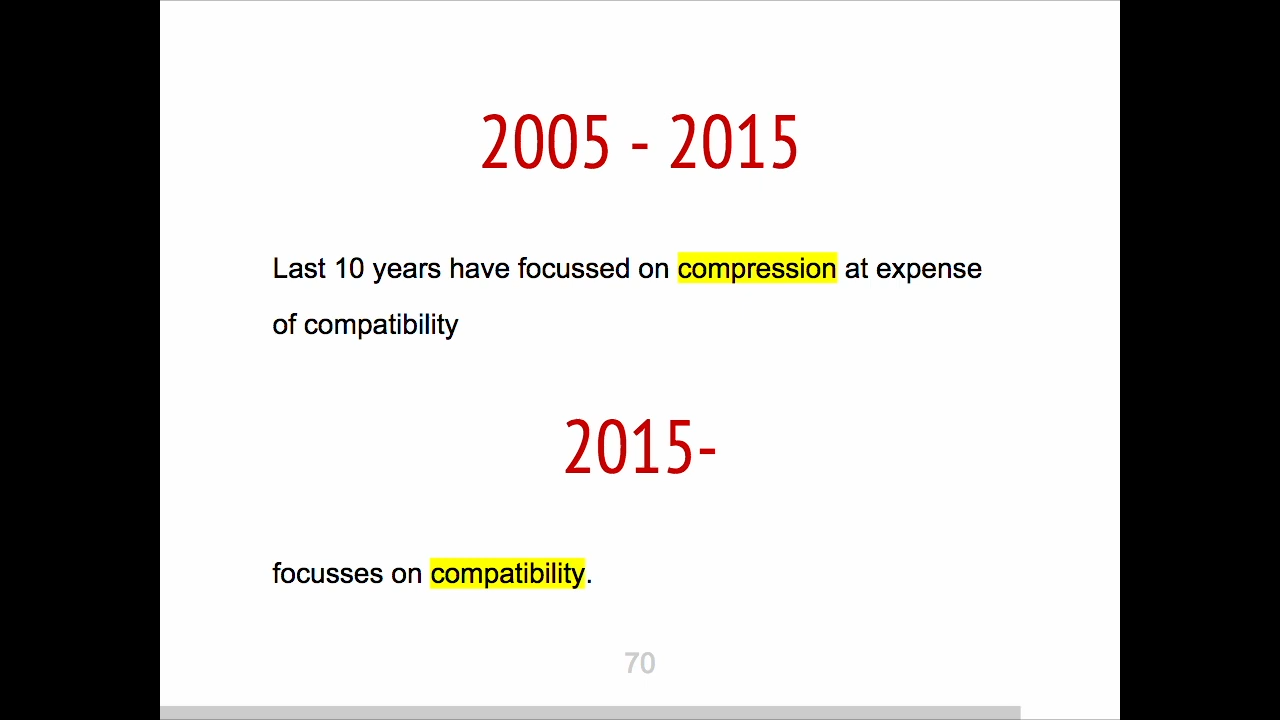 2005 - 2015
Last 10 years have focussed on compression at expense
of compatibility
2015-
focusses on compatibility.
70